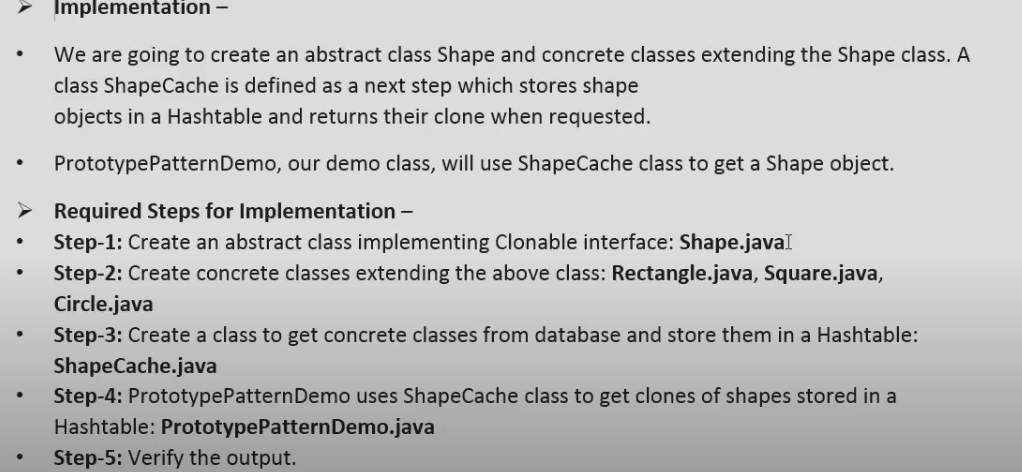 ➢ Implementation –
• We are going to create an abstract class Shape and concrete classes extending the Shape class. A
class ShapeCache is defined as a next step which stores shape
objects in a Hashtable and returns their clone when requested.
• PrototypePatternDemo, our demo class, will use ShapeCache class to get a Shape object.
➢ Required Steps for Implementation –
• Step-1: Create an abstract class implementing Clonable interface: Shape.java
• Step-2: Create concrete classes extending the above class: Rectangle.java, Square.java,
Circle.java
• Step-3: Create a class to get concrete classes from database and store them in a Hashtable:
ShapeCache.java
• Step-4: PrototypePatternDemo uses ShapeCache class to get clones of shapes stored in a
Hashtable: PrototypePatternDemo.java
• Step-5: Verify the output.